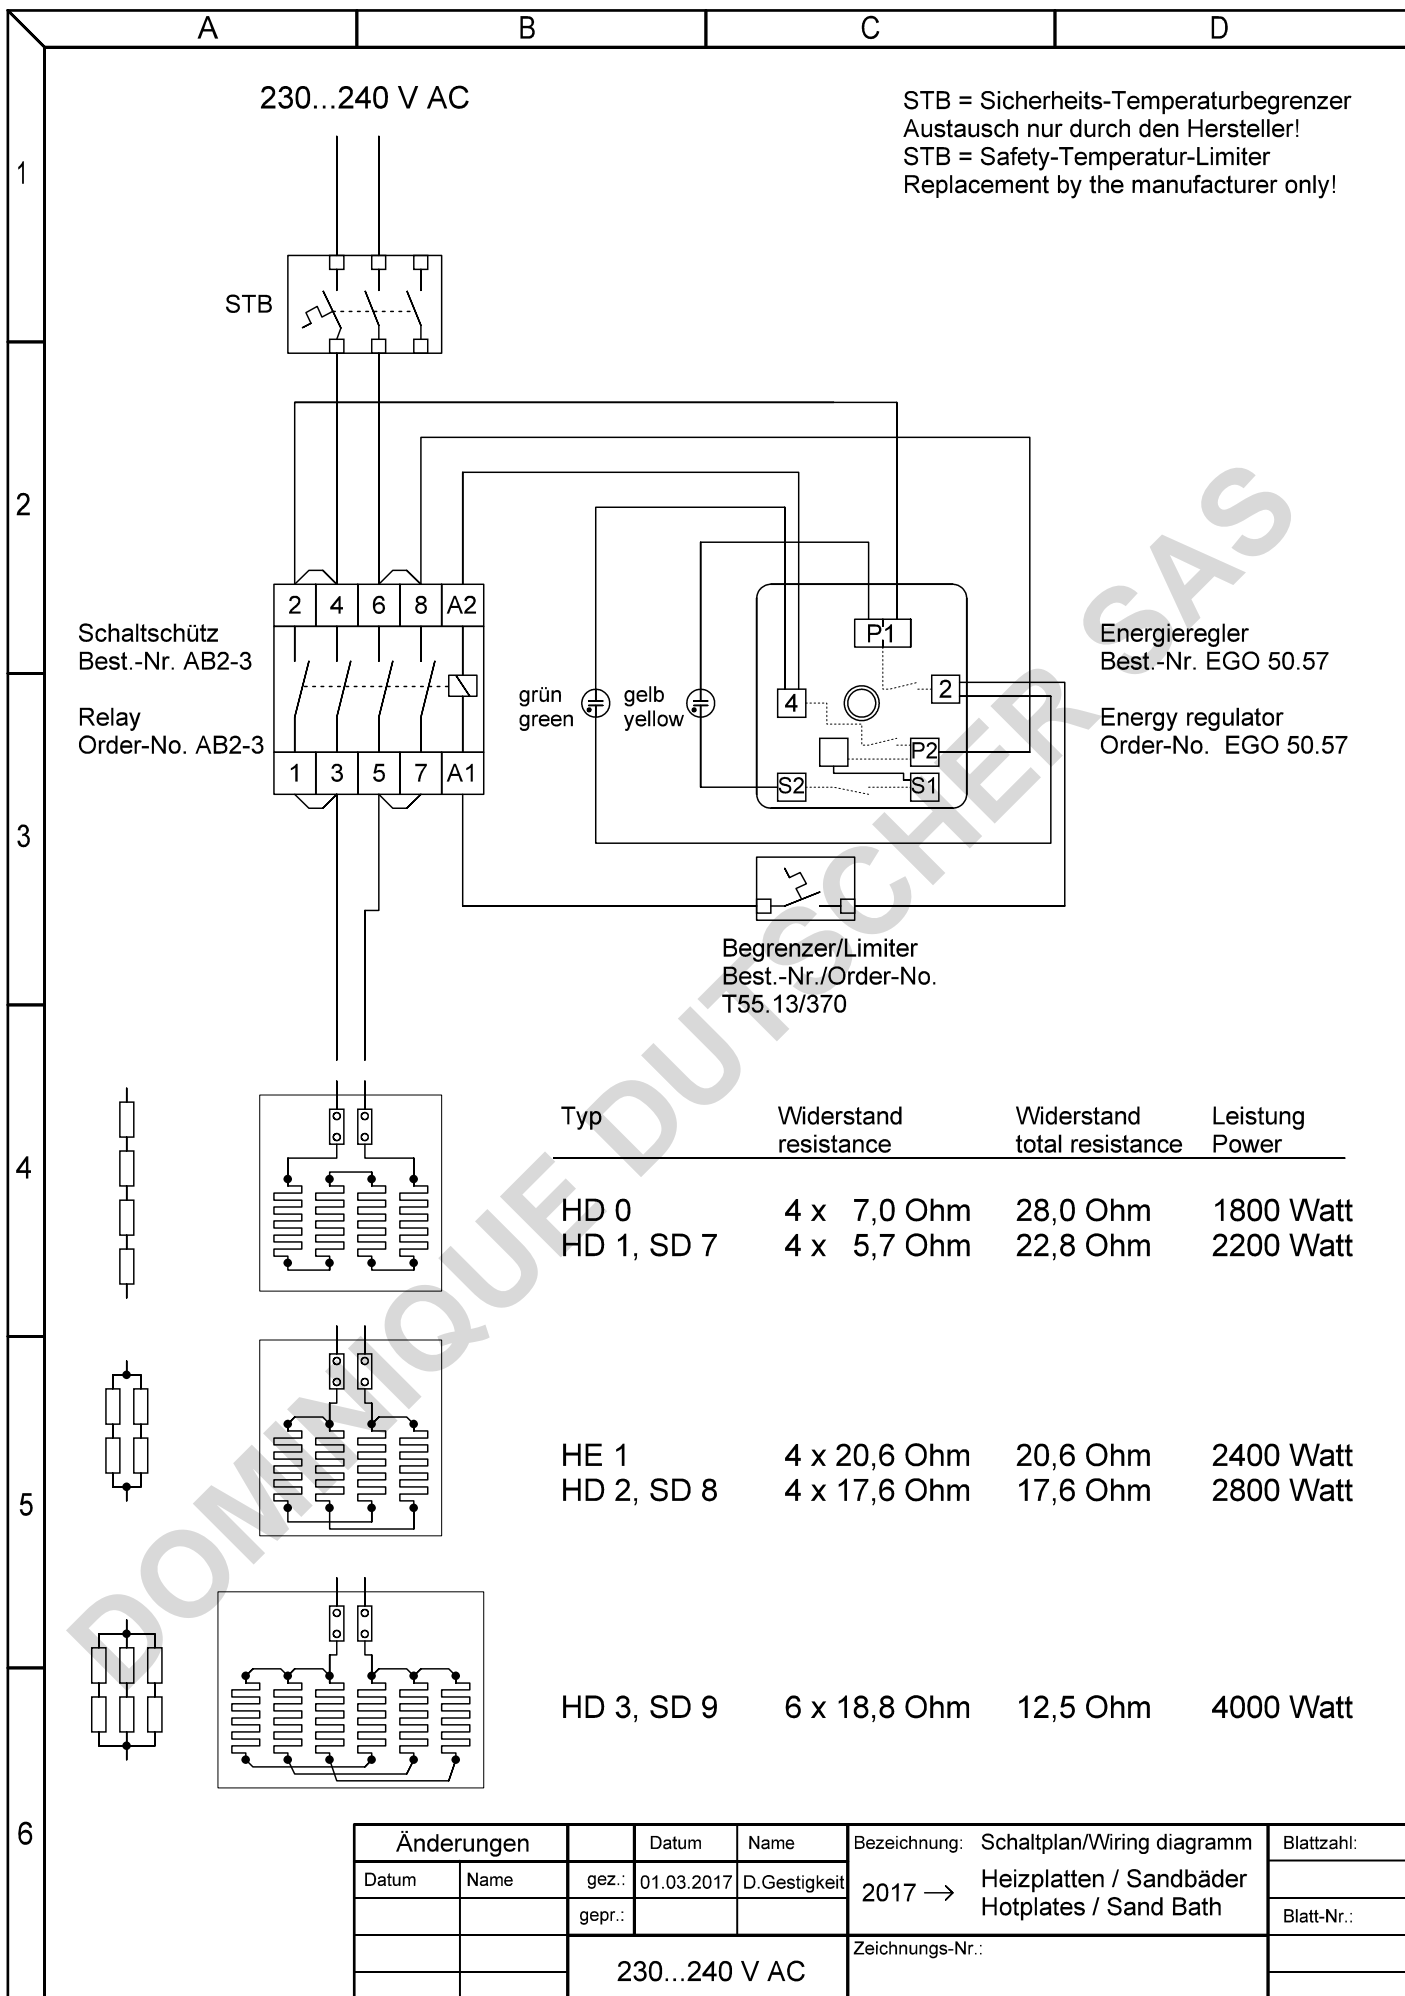 A B C D
230...240 V AC
STB = Sicherheits-Temperaturbegrenzer
Austausch nur durch den Hersteller!
STB = Safety-Temperatur-Limiter
Replacement by the manufacturer only!
1
STB
2
2 4 6 8 A2
Schaltschütz
Best.-Nr. AB2-3
Relay
Order-No. AB2-3
1 3 5 7 A1
grün
green
gelb
yellow
P1
2
4
P2
S2 S1
Energieregler
Best.-Nr. EGO 50.57
Energy regulator
Order-No. EGO 50.57
3
Begrenzer/Limiter
Best.-Nr./Order-No.
T55.13/370
4
Typ Widerstand Widerstand Leistung
resistance total resistance Power
HD 0 4 x 7,0 Ohm 28,0 Ohm 1800 Watt
HD 1, SD 7 4 x 5,7 Ohm 22,8 Ohm 2200 Watt
5
HE 1 4 x 20,6 Ohm 20,6 Ohm 2400 Watt
HD 2, SD 8 4 x 17,6 Ohm 17,6 Ohm 2800 Watt
HD 3, SD 9 6 x 18,8 Ohm 12,5 Ohm 4000 Watt
6
Änderungen Datum Name Bezeichnung: Schaltplan/Wiring diagramm Blattzahl:
Datum Name gez.: 01.03.2017 D.Gestigkeit 2017 → Heizplatten / Sandbäder
Hotplates / Sand Bath
gepr.: Blatt-Nr.:
Zeichnungs-Nr.:
230...240 V AC
DOMINIQUE DUTSCHER SAS